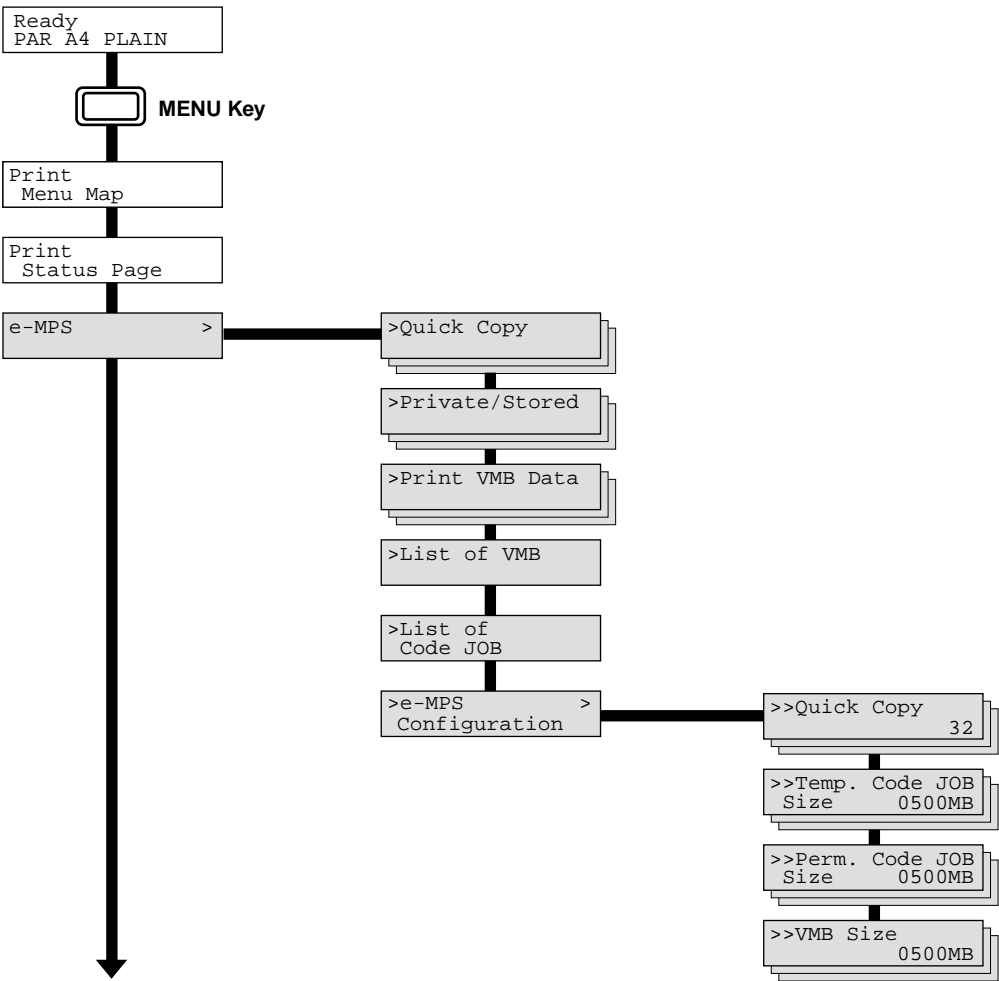 Ready
PAR A4 PLAIN
MENU Key
Print
Menu Map
Print
Status Page
e-MPS >
>Quick Copy
>Private/Stored
>Print VMB Data
>List of VMB
>List of
Code JOB
>e-MPS >
Configuration
>>Quick Copy
32
>>Temp. Code JOB
Size 0500MB
>>Perm. Code JOB
Size 0500MB
>>VMB Size
0500MB